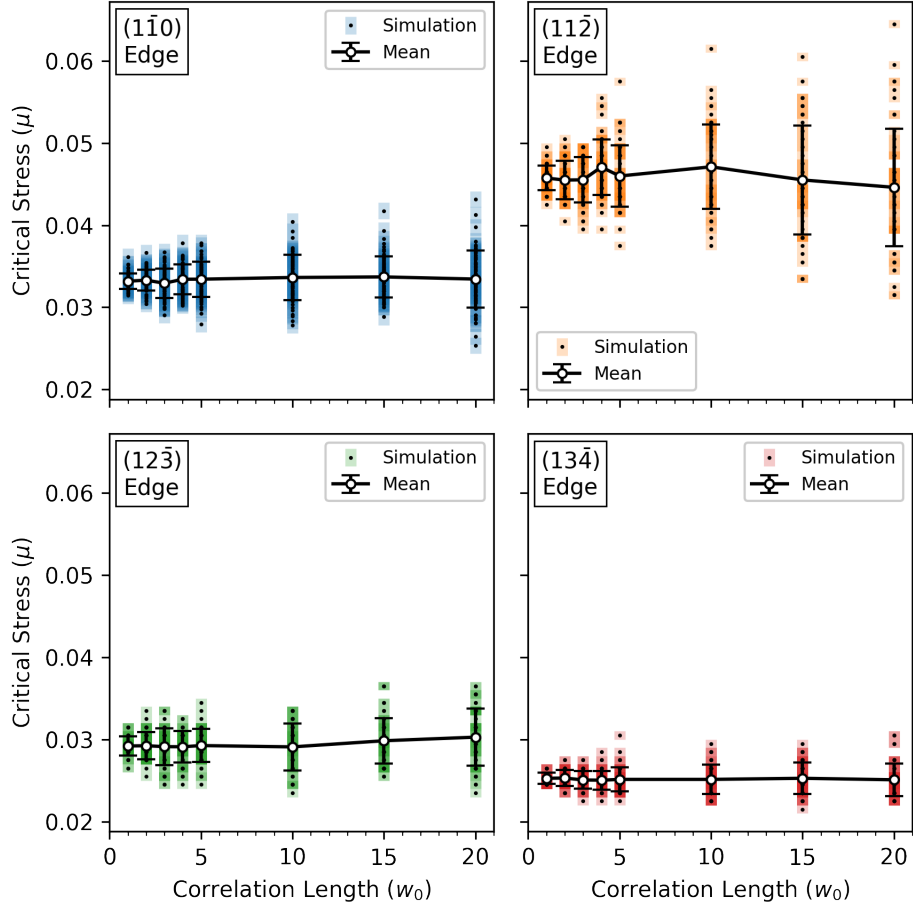 (11̄0)
Edge
Simulation
Mean
(112̄)
Edge
Simulation
Mean
Critical Stress (μ)
0.06
0.05
0.04
0.03
0.02
(123̄)
Edge
Simulation
Mean
(134̄)
Edge
Simulation
Mean
Critical Stress (μ)
0.06
0.05
0.04
0.03
0.02
0 5 10 15 20
0 5 10 15 20
Correlation Length (w₀)
Correlation Length (w₀)